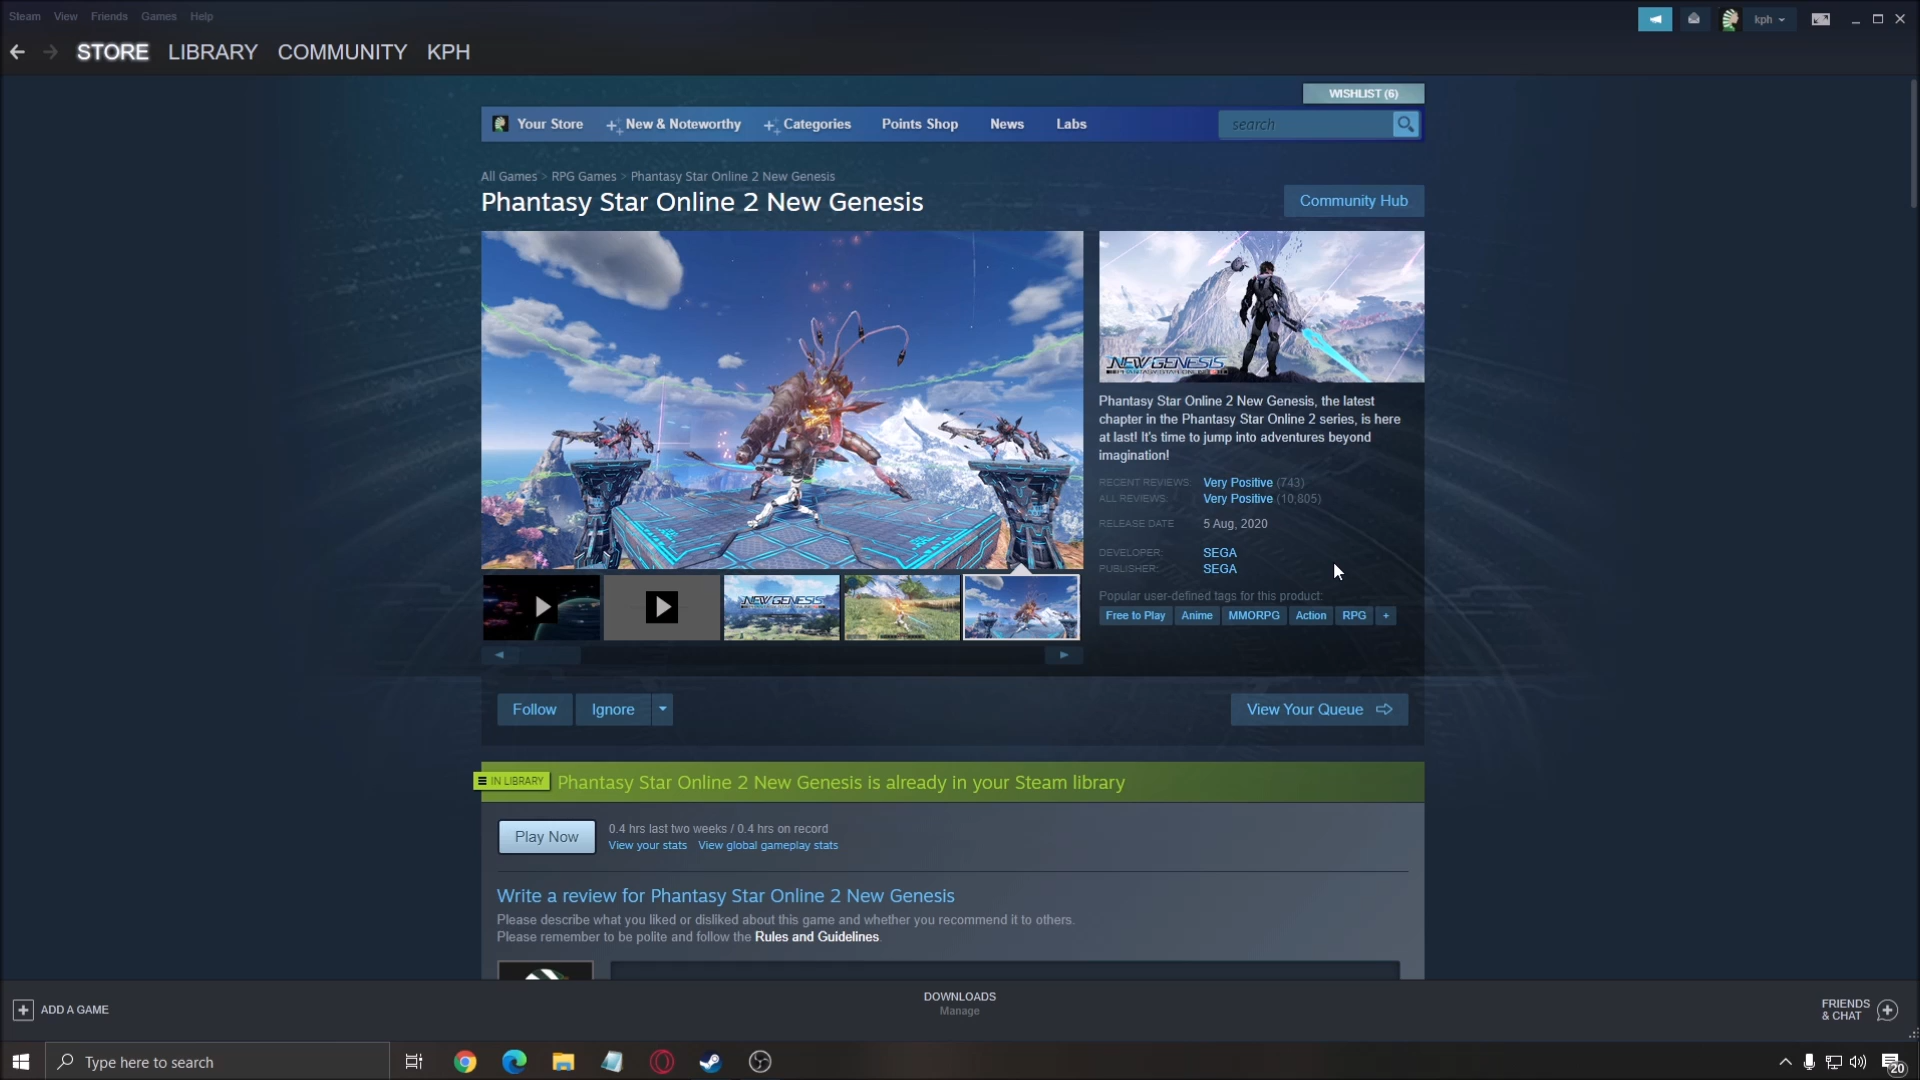 Steam View Friends Games Help
kph
STORE LIBRARY COMMUNITY KPH
WISHLIST (6)
Your Store New & Noteworthy Categories Points Shop News Labs search
All Games > RPG Games > Phantasy Star Online 2 New Genesis
Phantasy Star Online 2 New Genesis
Community Hub
NEW GENESIS
Phantasy Star Online 2 New Genesis, the latest
chapter in the Phantasy Star Online 2 series, is here
at last! It's time to jump into adventures beyond
imagination!
RECENT REVIEWS: Very Positive (743)
ALL REVIEWS: Very Positive (10,805)
RELEASE DATE 5 Aug, 2020
DEVELOPER: SEGA
PUBLISHER: SEGA
Popular user-defined tags for this product:
Free to Play Anime MMORPG Action RPG +
NEW GENESIS
Follow Ignore View Your Queue
IN LIBRARY Phantasy Star Online 2 New Genesis is already in your Steam library
Play Now
0.4 hrs last two weeks / 0.4 hrs on record
View your stats View global gameplay stats
Write a review for Phantasy Star Online 2 New Genesis
Please describe what you liked or disliked about this game and whether you recommend it to others.
Please remember to be polite and follow the Rules and Guidelines.
ADD A GAME
DOWNLOADS
Manage
FRIENDS
& CHAT
Type here to search
20